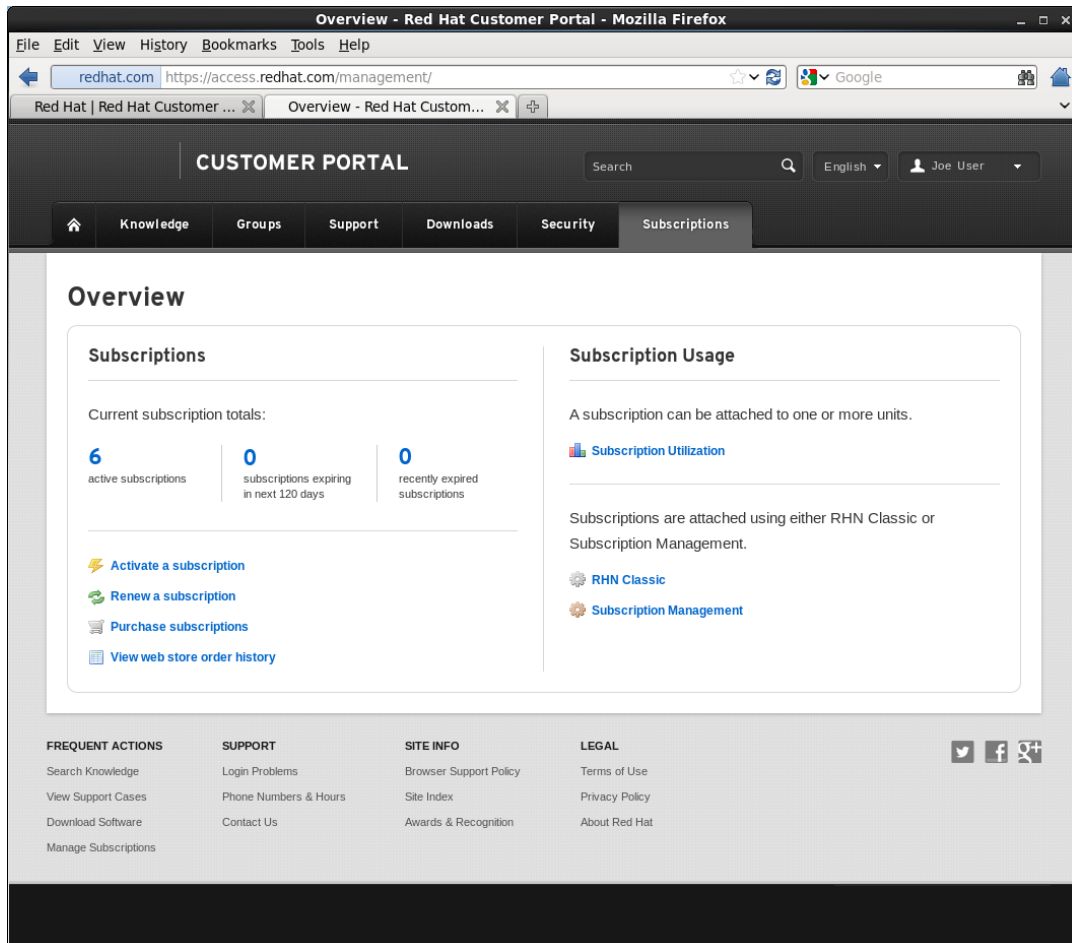 Overview - Red Hat Customer Portal - Mozilla Firefox
File Edit View History Bookmarks Tools Help
redhat.com https://access.redhat.com/management/ Google
Red Hat | Red Hat Customer ... Overview - Red Hat Custom...
CUSTOMER PORTAL Search English Joe User
Knowledge Groups Support Downloads Security Subscriptions
Overview
Subscriptions
Current subscription totals:
6
active subscriptions
0
subscriptions expiring
in next 120 days
0
recently expired
subscriptions
Activate a subscription
Renew a subscription
Purchase subscriptions
View web store order history
Subscription Usage
A subscription can be attached to one or more units.
Subscription Utilization
Subscriptions are attached using either RHN Classic or
Subscription Management.
RHN Classic
Subscription Management
FREQUENT ACTIONS
Search Knowledge
View Support Cases
Download Software
Manage Subscriptions
SUPPORT
Login Problems
Phone Numbers & Hours
Contact Us
SITE INFO
Browser Support Policy
Site Index
Awards & Recognition
LEGAL
Terms of Use
Privacy Policy
About Red Hat